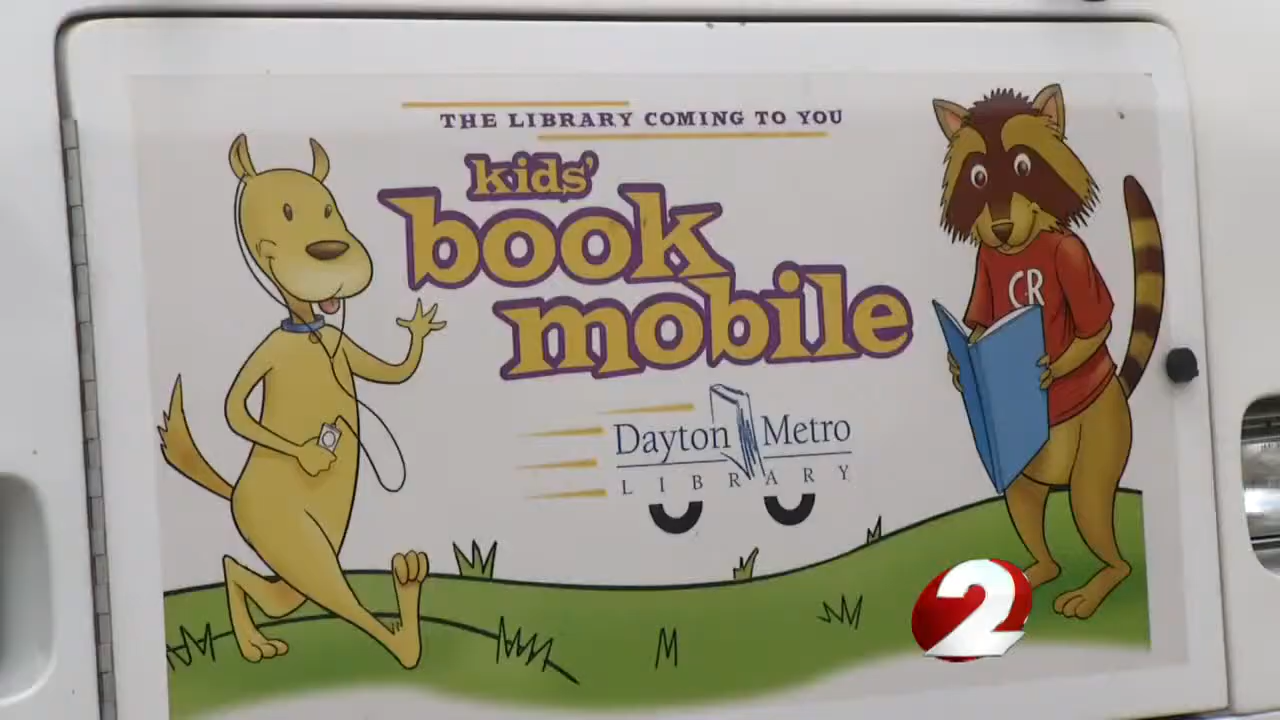 THE LIBRARY COMING TO YOU
kids'
book
mobile
Dayton Metro
LIBRARY
CR
2